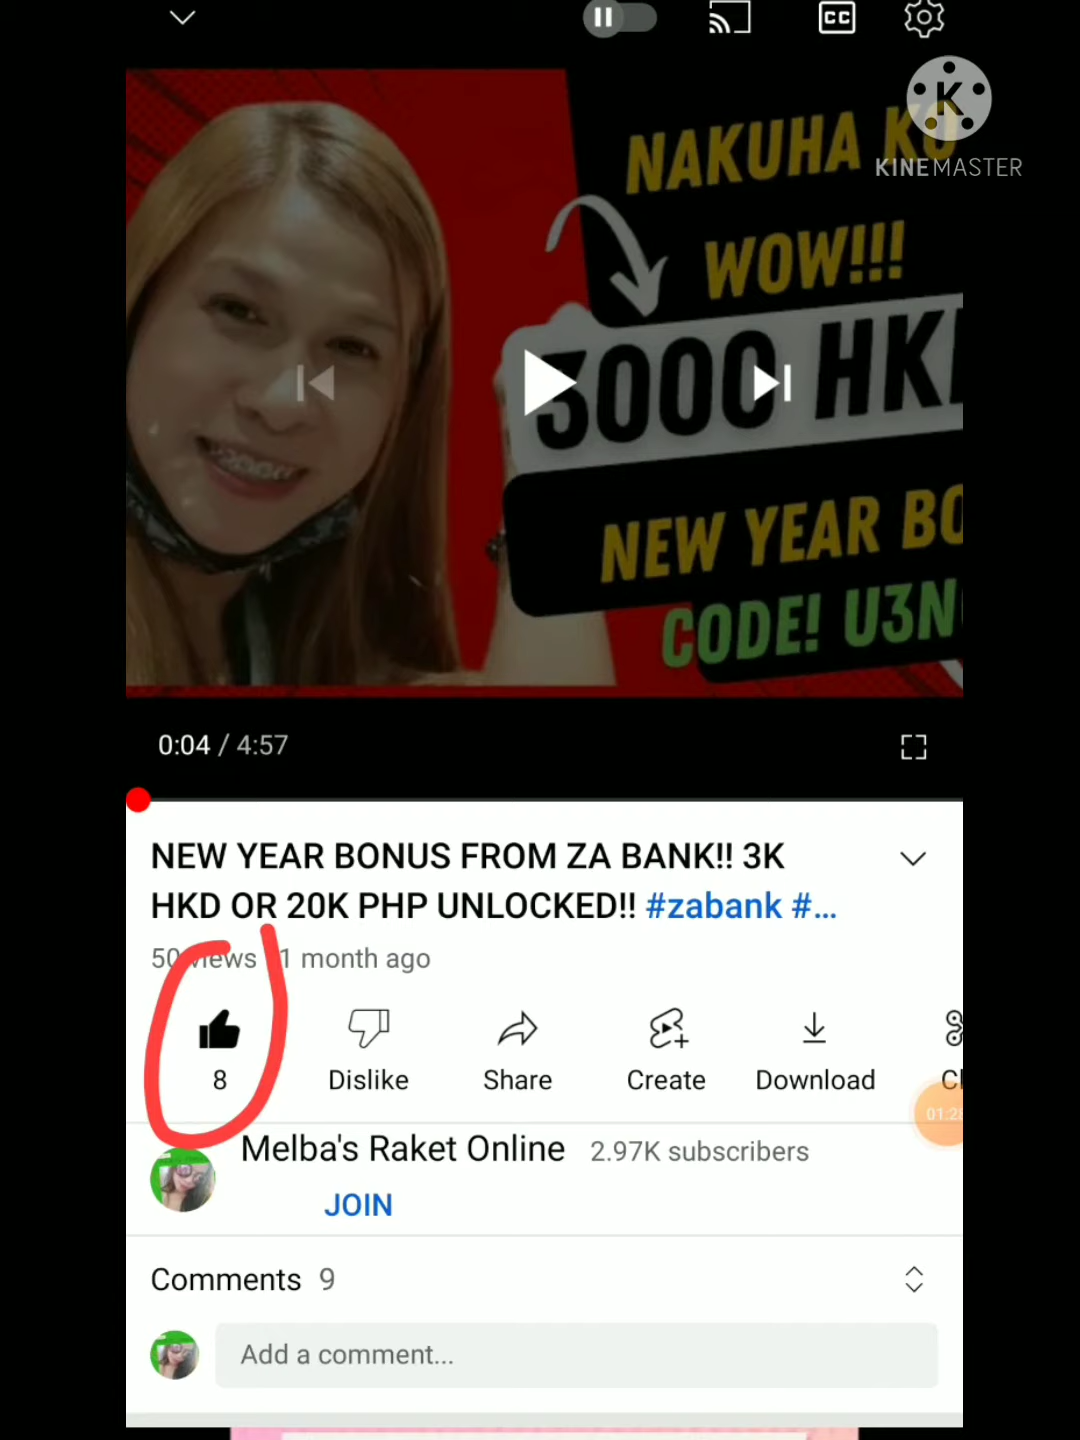 CC
K
KINEMASTER
NAKUHA KO
WOW!!!
3000 HK
NEW YEAR BO
CODE! U3N
0:04 / 4:57
NEW YEAR BONUS FROM ZA BANK!! 3K
HKD OR 20K PHP UNLOCKED!! #zabank #...
50 views 1 month ago
8
Dislike
Share
Create
Download
Cl
Melba's Raket Online 2.97K subscribers
JOIN
Comments 9
Add a comment...